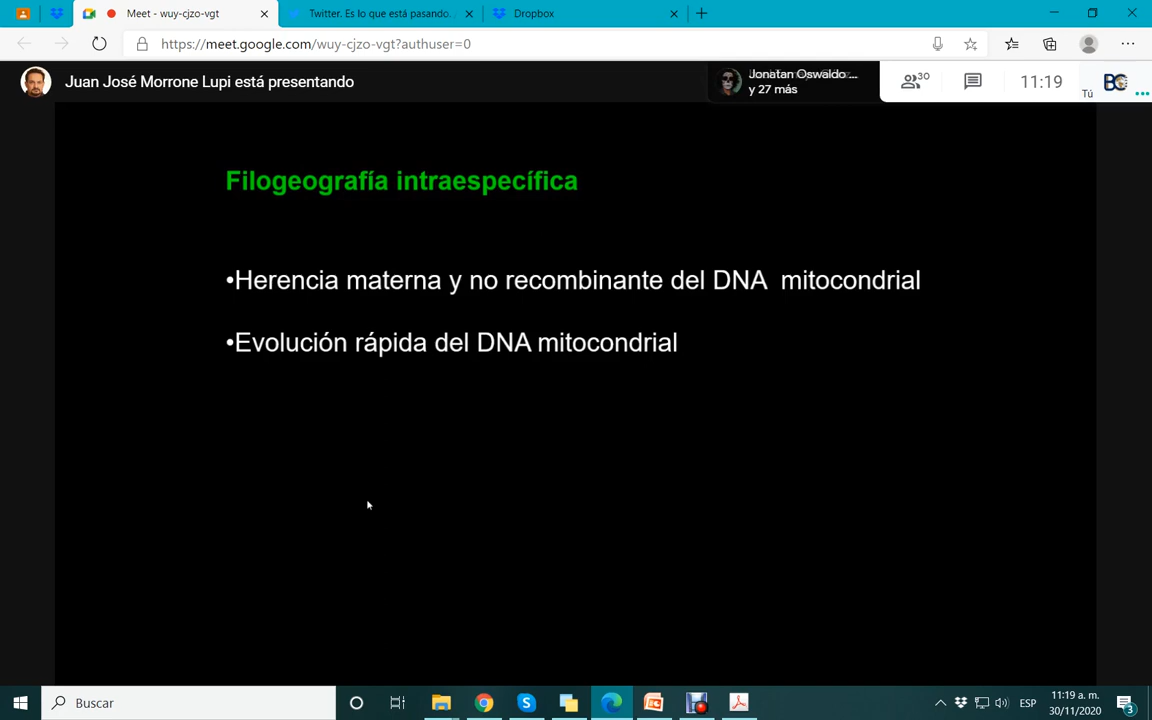 Meet - wuy-cjzo-vgt
Twitter. Es lo que está pasando.
Dropbox
https://meet.google.com/wuy-cjzo-vgt?authuser=0
Juan José Morrone Lupi está presentando
Jonatan Oswaldo...
y 27 más
30
11:19
Tú
Filogeografía intraespecífica
•Herencia materna y no recombinante del DNA mitocondrial
•Evolución rápida del DNA mitocondrial
Buscar
ESP
11:19 a. m.
30/11/2020
3